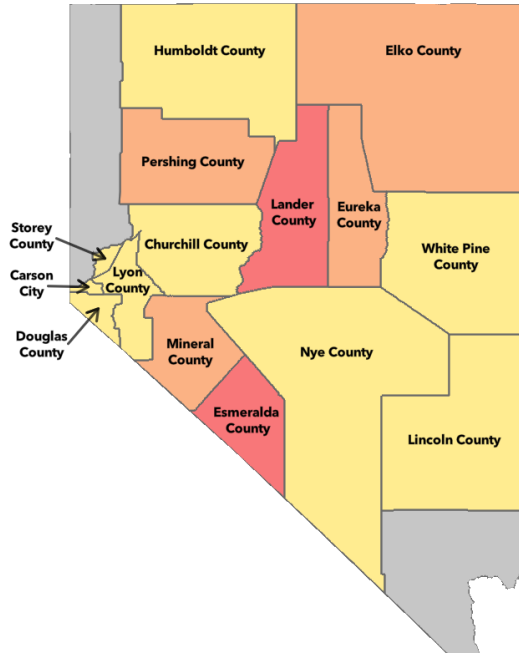 Humboldt County
Elko County
Pershing County
Lander
County
Eureka
County
Storey
County
Churchill County
White Pine
County
Carson
City
Lyon
County
Douglas
County
Mineral
County
Nye County
Esmeralda
County
Lincoln County